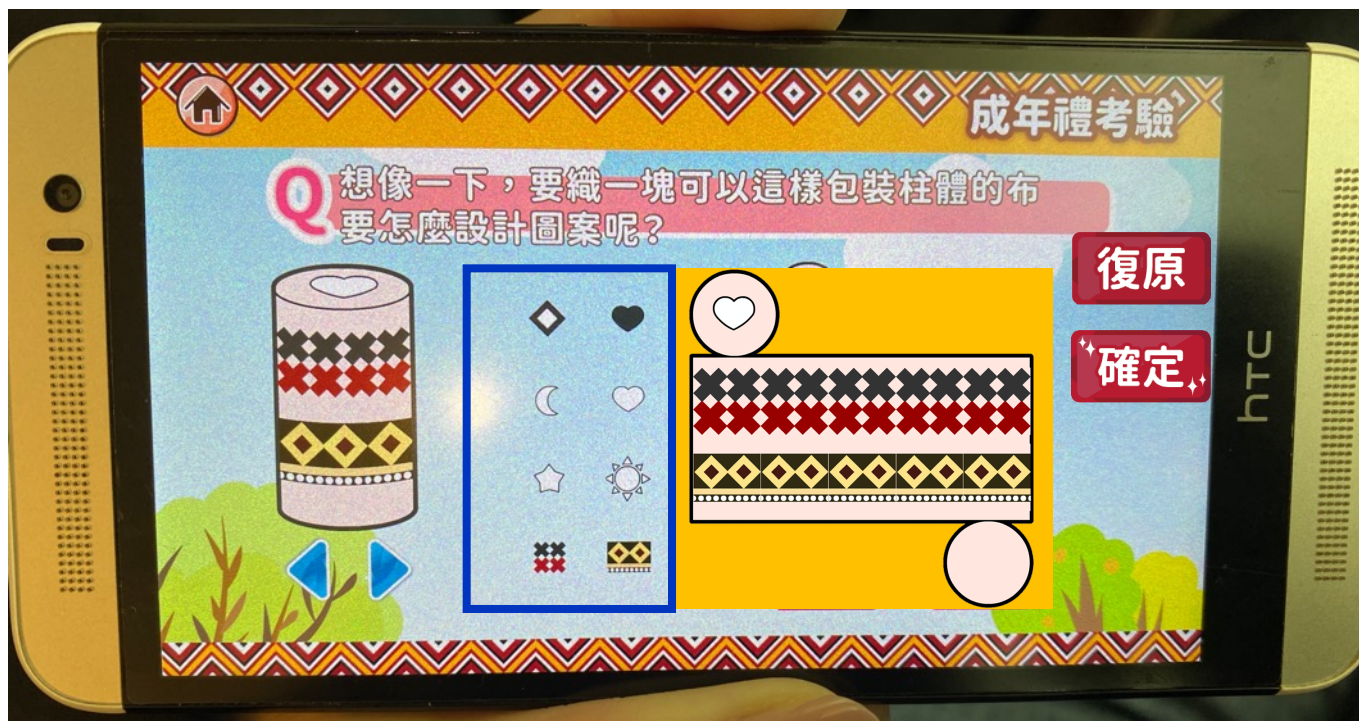 成年禮考驗
Q 想像一下，要織一塊可以這樣包裝柱體的布
要怎麼設計圖案呢？
復原
確定
hTC